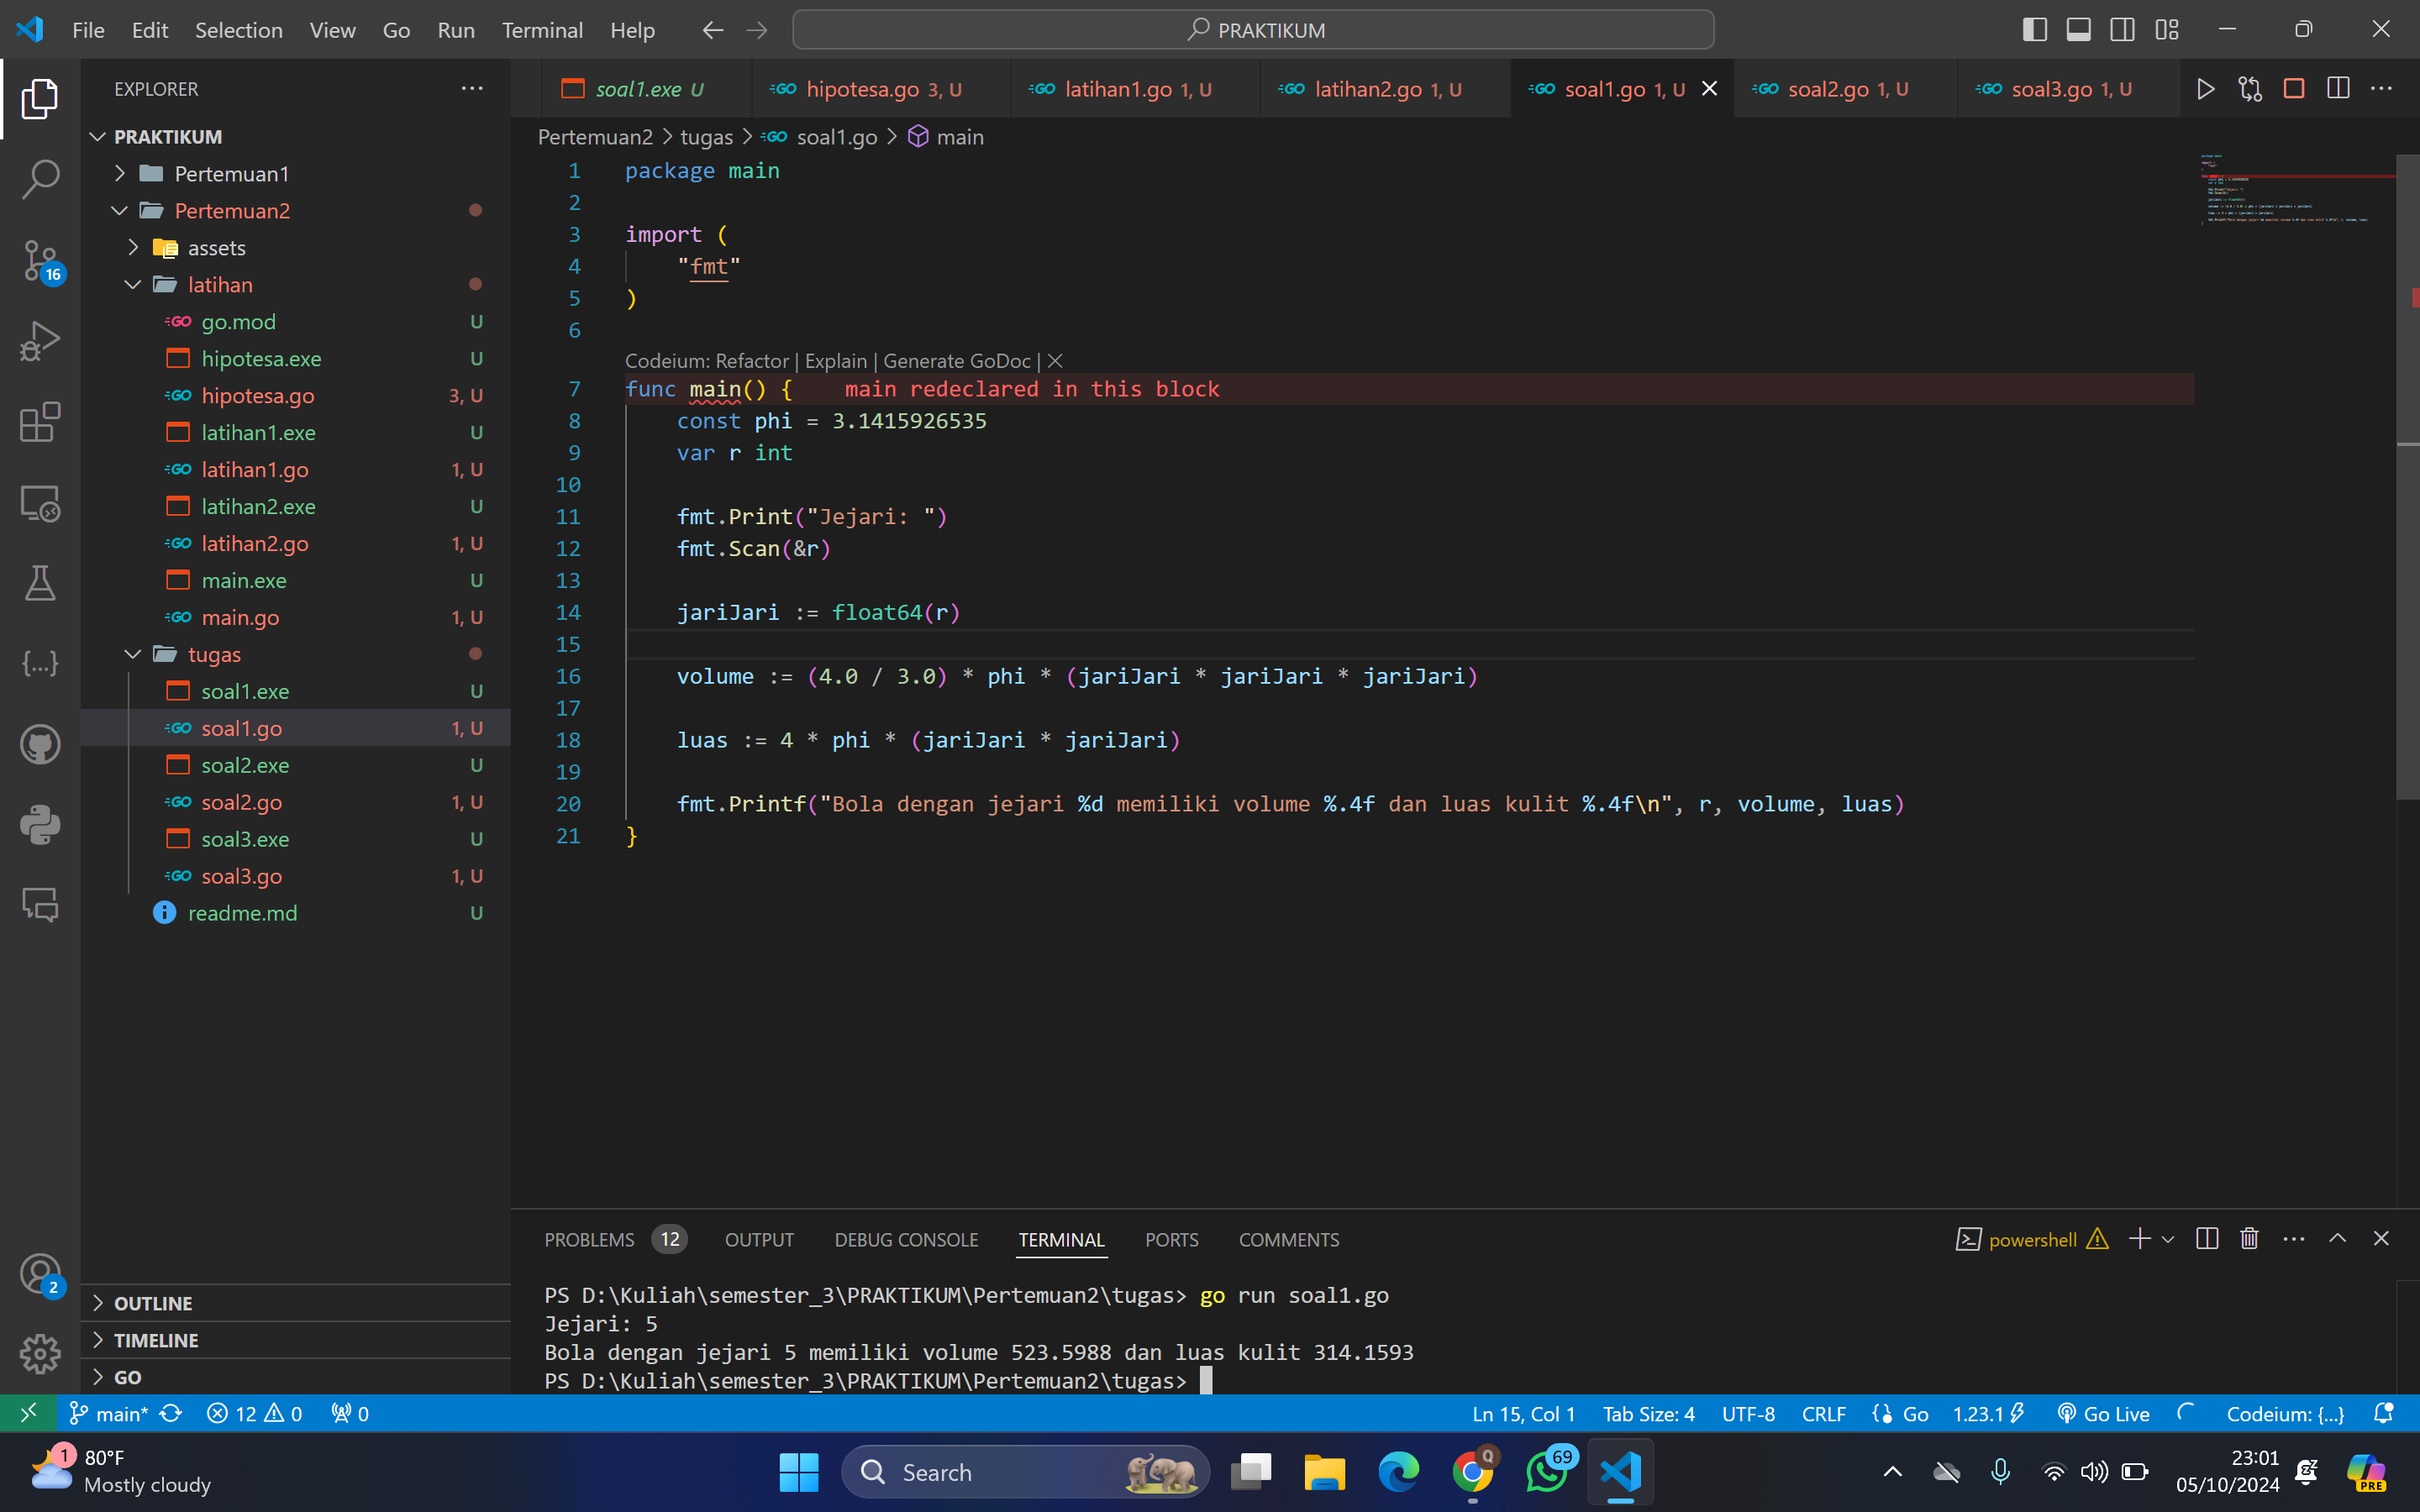 File Edit Selection View Go Run Terminal Help
PRAKTIKUM
EXPLORER
PRAKTIKUM
Pertemuan1
Pertemuan2
assets
latihan
go.mod U
hipotesa.exe U
hipotesa.go 3, U
latihan1.exe U
latihan1.go 1, U
latihan2.exe U
latihan2.go 1, U
main.exe U
main.go 1, U
tugas
soal1.exe U
soal1.go 1, U
soal2.exe U
soal2.go 1, U
soal3.exe U
soal3.go 1, U
readme.md U
OUTLINE
TIMELINE
GO
16
2
soal1.exe U
hipotesa.go 3, U
latihan1.go 1, U
latihan2.go 1, U
soal1.go 1, U
soal2.go 1, U
soal3.go 1, U
Pertemuan2 > tugas > soal1.go > main
1 package main
2
3 import (
4 "fmt"
5 )
6
Codeium: Refactor | Explain | Generate GoDoc | X
7 func main() { main redeclared in this block
8 const phi = 3.1415926535
9 var r int
10
11 fmt.Print("Jejari: ")
12 fmt.Scan(&r)
13
14 jariJari := float64(r)
15
16 volume := (4.0 / 3.0) * phi * (jariJari * jariJari * jariJari)
17
18 luas := 4 * phi * (jariJari * jariJari)
19
20 fmt.Printf("Bola dengan jejari %d memiliki volume %.4f dan luas kulit %.4f\n", r, volume, luas)
21 }
PROBLEMS 12 OUTPUT DEBUG CONSOLE TERMINAL PORTS COMMENTS
powershell
PS D:\Kuliah\semester_3\PRAKTIKUM\Pertemuan2\tugas> go run soal1.go
Jejari: 5
Bola dengan jejari 5 memiliki volume 523.5988 dan luas kulit 314.1593
PS D:\Kuliah\semester_3\PRAKTIKUM\Pertemuan2\tugas>
main* 12 0 0
Ln 15, Col 1 Tab Size: 4 UTF-8 CRLF Go 1.23.1 Go Live Codeium: {...}
1
80°F
Mostly cloudy
Search
Q
69
23:01
05/10/2024
PRE